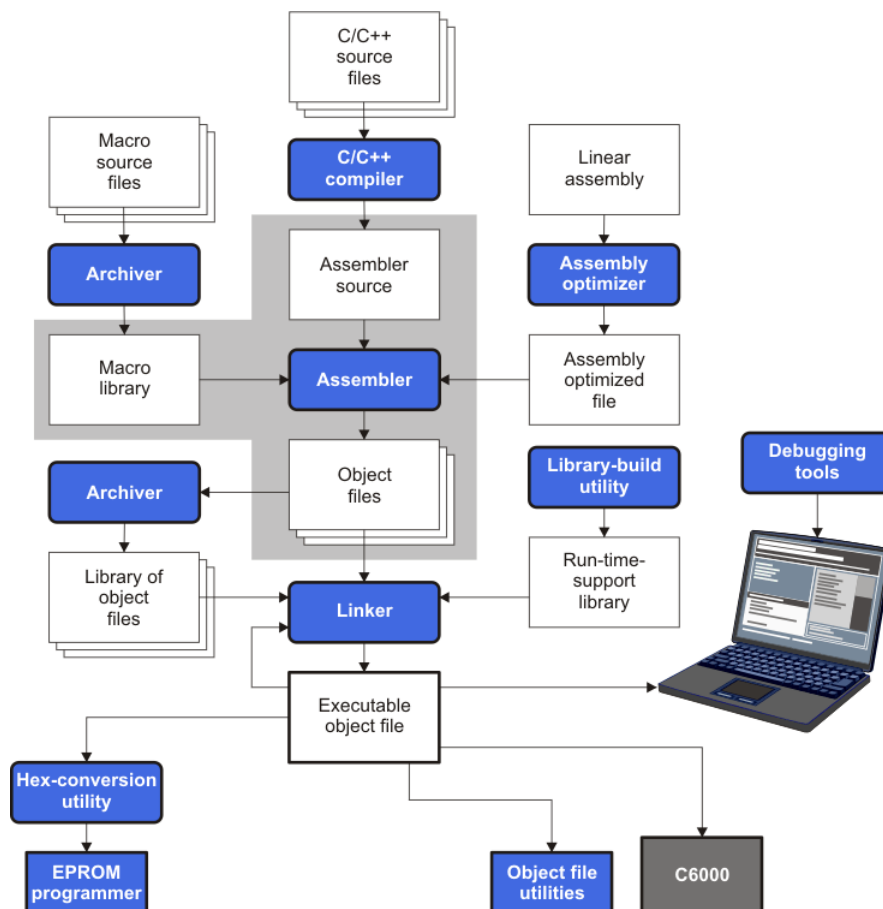 C/C++
source
files
Macro
source
files
C/C++
compiler
Linear
assembly
Archiver
Assembler
source
Assembly
optimizer
Macro
library
Assembler
Assembly
optimized
file
Archiver
Object
files
Library-build
utility
Debugging
tools
Library of
object
files
Linker
Run-time-
support
library
Executable
object file
Hex-conversion
utility
EPROM
programmer
Object file
utilities
C6000